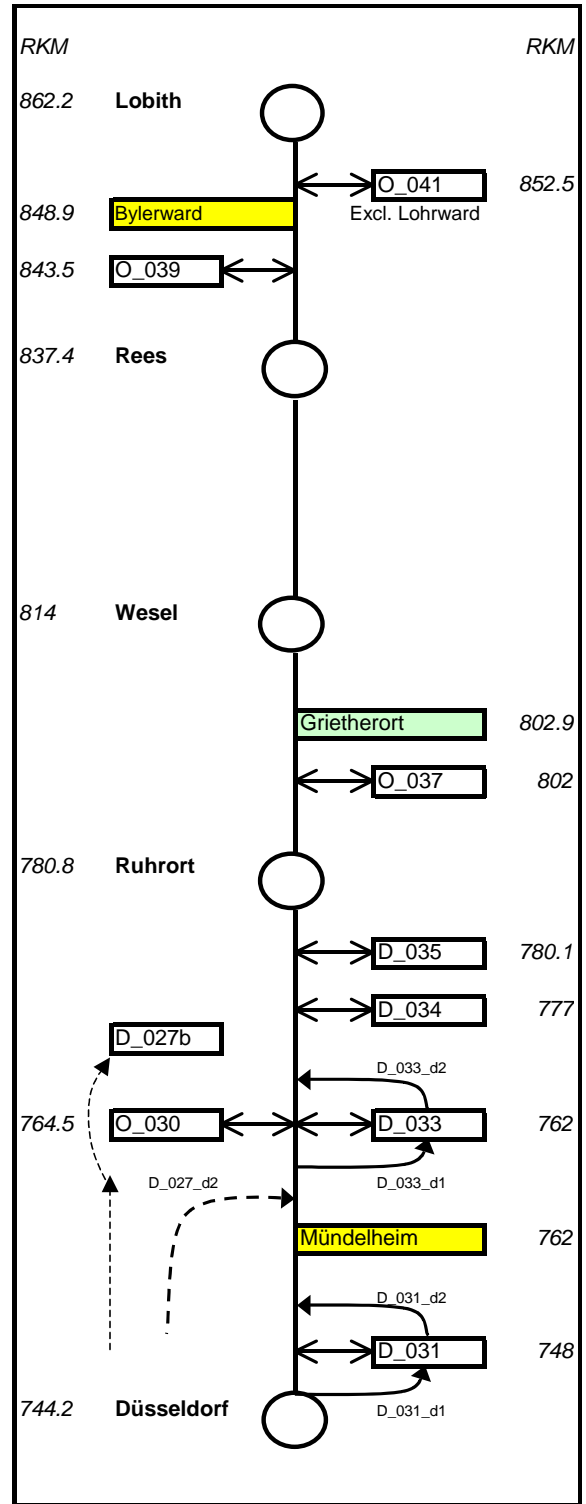 RKM RKM
862.2 Lobith
O_041 852.5
848.9 Bylerward Excl. Lohrward
843.5 O_039
837.4 Rees
814 Wesel
Grietherort 802.9
O_037 802
780.8 Ruhrort
D_035 780.1
D_034 777
D_027b
D_033_d2
764.5 O_030 D_033 762
D_027_d2 D_033_d1
Mündelheim 762
D_031_d2
D_031 748
744.2 Düsseldorf D_031_d1